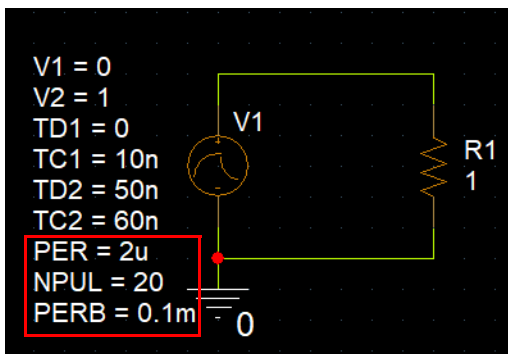 V1 = 0
V2 = 1
TD1 = 0
TC1 = 10n
TD2 = 50n
TC2 = 60n
PER = 2u
NPUL = 20
PERB = 0.1m
V1
R1
1
0